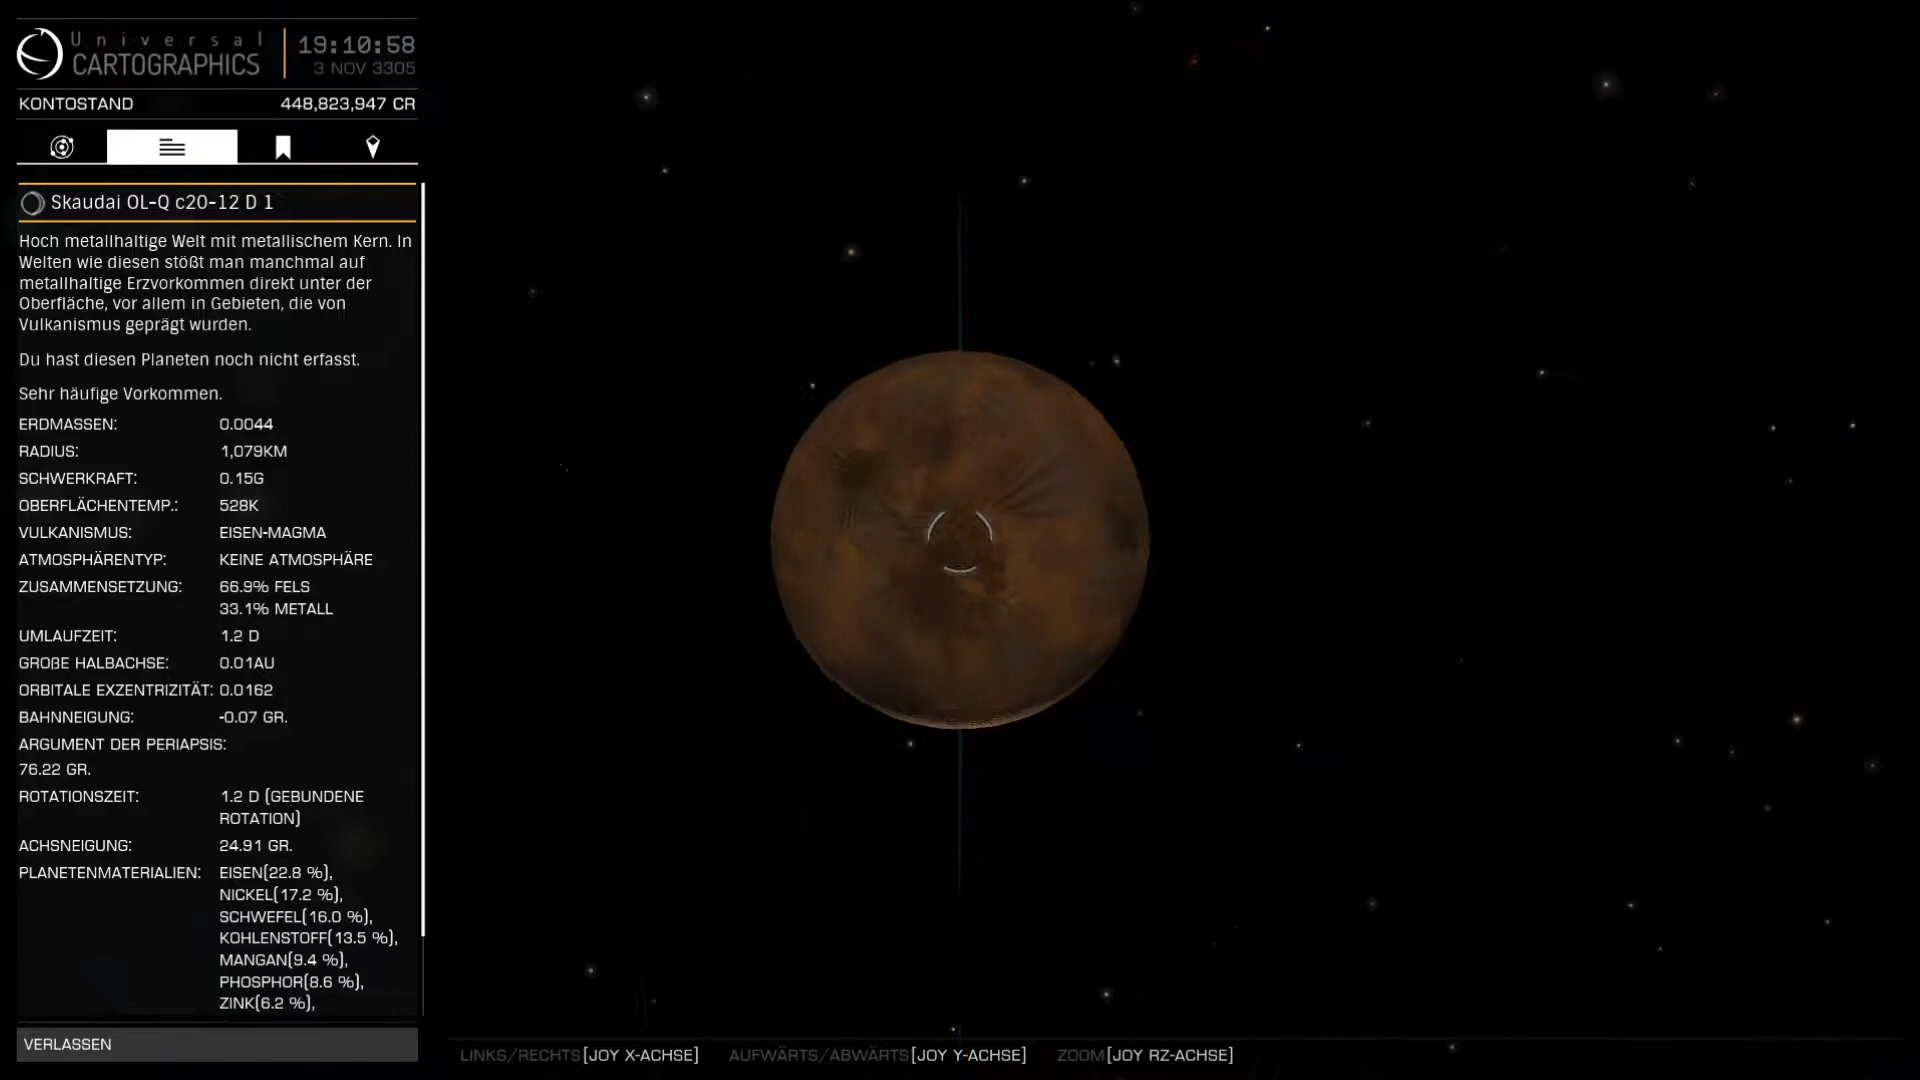 Universal
CARTOGRAPHICS
19:10:58
3 NOV 3305
KONTOSTAND 448,823,947 CR
Skaudai OL-Q c20-12 D 1
Hoch metallhaltige Welt mit metallischem Kern. In
Welten wie diesen stößt man manchmal auf
metallhaltige Erzvorkommen direkt unter der
Oberfläche, vor allem in Gebieten, die von
Vulkanismus geprägt wurden.
Du hast diesen Planeten noch nicht erfasst.
Sehr häufige Vorkommen.
ERDMASSEN: 0.0044
RADIUS: 1,079KM
SCHWERKRAFT: 0.15G
OBERFLÄCHENTEMP.: 528K
VULKANISMUS: EISEN-MAGMA
ATMOSPHÄRENTYP: KEINE ATMOSPHÄRE
ZUSAMMENSETZUNG: 66.9% FELS
33.1% METALL
UMLAUFZEIT: 1.2 D
GROßE HALBACHSE: 0.01AU
ORBITALE EXZENTRIZITÄT: 0.0162
BAHNNEIGUNG: -0.07 GR.
ARGUMENT DER PERIAPSIS:
76.22 GR.
ROTATIONSZEIT: 1.2 D (GEBUNDENE
ROTATION)
ACHSNEIGUNG: 24.91 GR.
PLANETENMATERIALIEN: EISEN(22.8 %),
NICKEL(17.2 %),
SCHWEFEL(16.0 %),
KOHLENSTOFF(13.5 %),
MANGAN(9.4 %),
PHOSPHOR(8.6 %),
ZINK(6.2 %),
VERLASSEN
LINKS/RECHTS[JOY X-ACHSE] AUFWÄRTS/ABWÄRTS[JOY Y-ACHSE] ZOOM[JOY RZ-ACHSE]